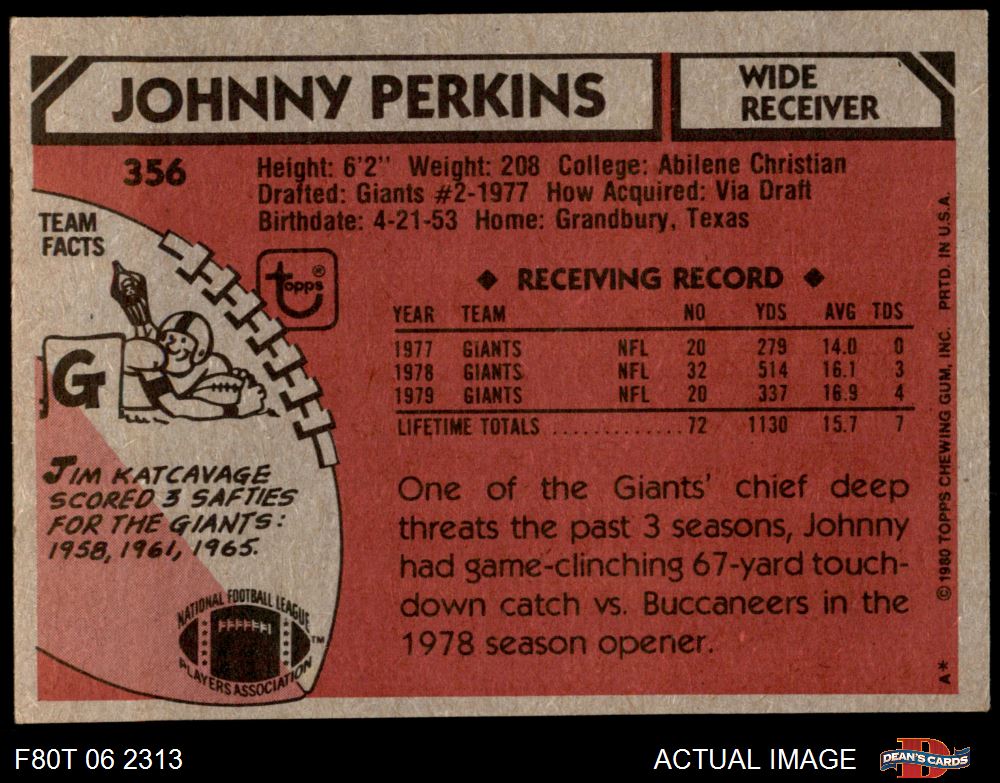 JOHNNY PERKINS
WIDE
RECEIVER
356
Height: 6'2" Weight: 208 College: Abilene Christian
Drafted: Giants #2-1977 How Acquired: Via Draft
Birthdate: 4-21-53 Home: Grandbury, Texas
TEAM
FACTS
topps®
G
JIM KATCAVAGE
SCORED 3 SAFTIES
FOR THE GIANTS:
1958, 1961, 1965.
NATIONAL FOOTBALL LEAGUE
PLAYERS ASSOCIATION
TM
◆ RECEIVING RECORD ◆
YEAR TEAM NO YDS AVG TDS
1977 GIANTS NFL 20 279 14.0 0
1978 GIANTS NFL 32 514 16.1 3
1979 GIANTS NFL 20 337 16.9 4
LIFETIME TOTALS .............72 1130 15.7 7
One of the Giants' chief deep
threats the past 3 seasons, Johnny
had game-clinching 67-yard touch-
down catch vs. Buccaneers in the
1978 season opener.
© 1980 TOPPS CHEWING GUM, INC. PRTD. IN U.S.A.
A*
F80T 06 2313
ACTUAL IMAGE
D
DEAN'S CARDS